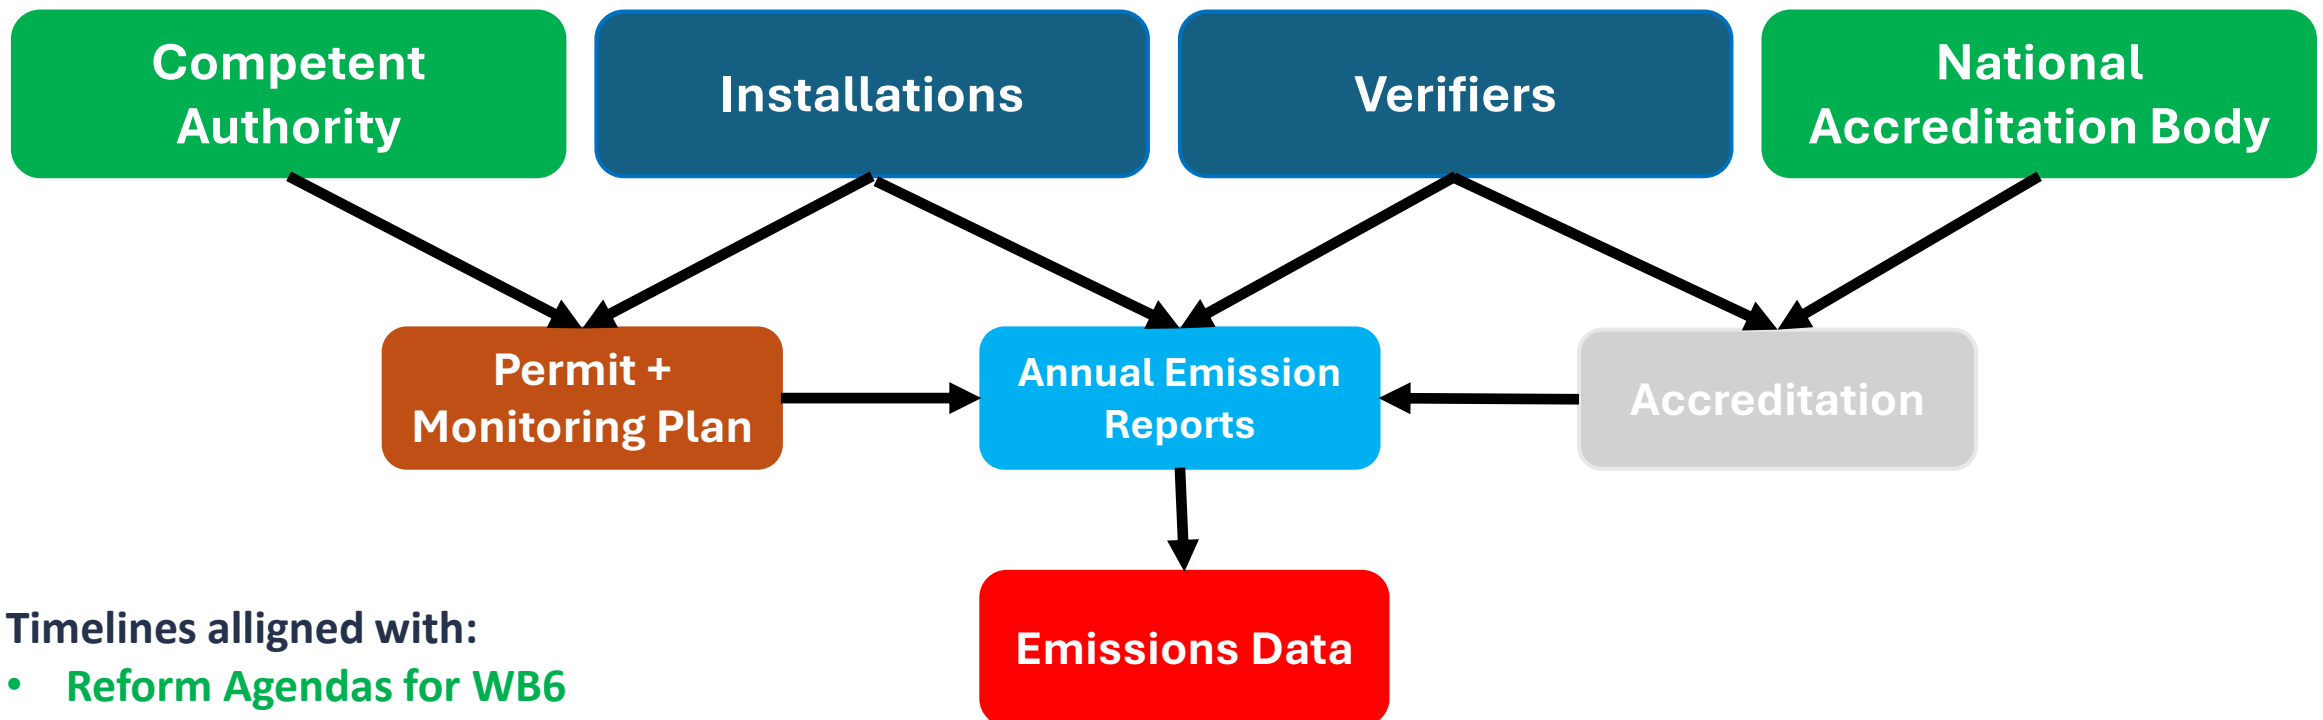 Competent
Authority
Installations
Verifiers
National
Accreditation Body
Permit +
Monitoring Plan
Annual Emission
Reports
Accreditation
Emissions Data
Timelines alligned with:
• Reform Agendas for WB6